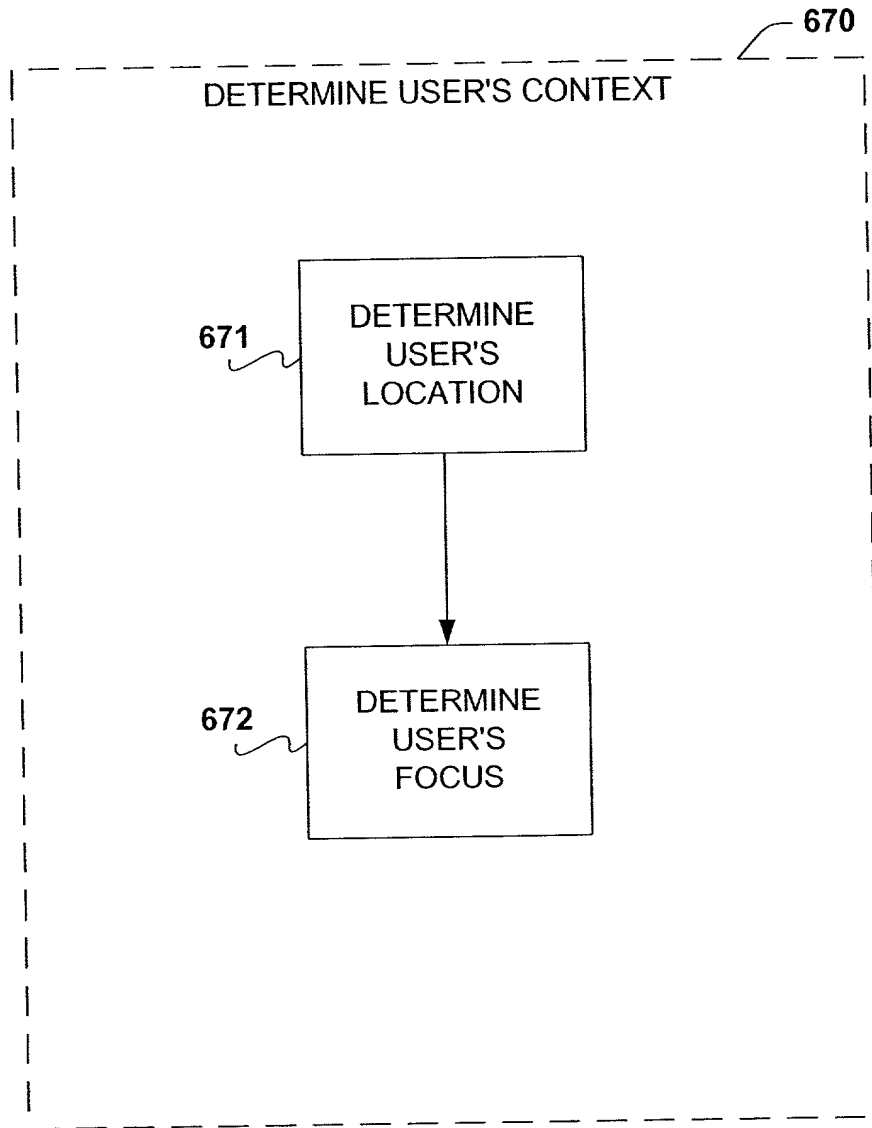 670
DETERMINE USER'S CONTEXT
671
DETERMINE
USER'S
LOCATION
672
DETERMINE
USER'S
FOCUS